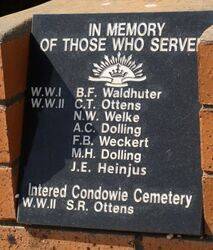 IN MEMORY
OF THOSE WHO SERVE
W.W.I B.F. Waldhuter
W.W.II C.T. Ottens
N.W. Welke
A.C. Dolling
F.B. Weckert
M.H. Dolling
J.E. Heinjus
Intered Condowie Cemetery
W.W.II S.R. Ottens